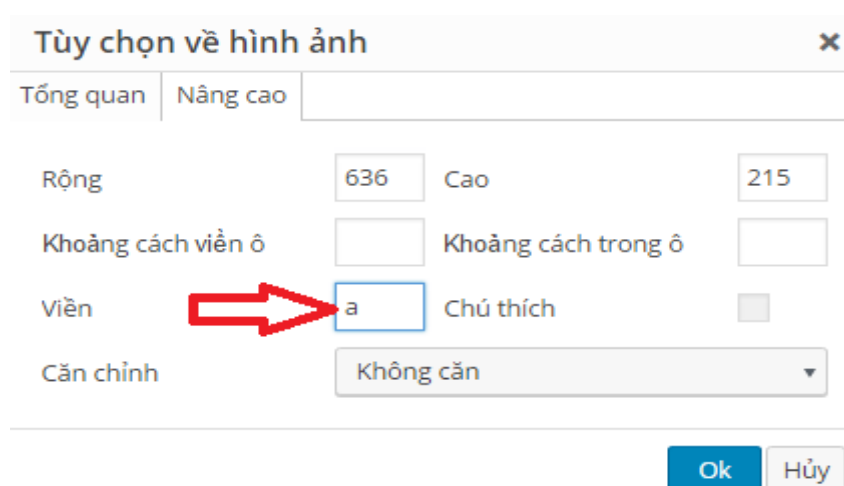 Tùy chọn về hình ảnh ×
Tổng quan Nâng cao
Rộng 636 Cao 215
Khoảng cách viền ô Khoảng cách trong ô
Viền a Chú thích
Căn chỉnh Không căn
Ok Hủy